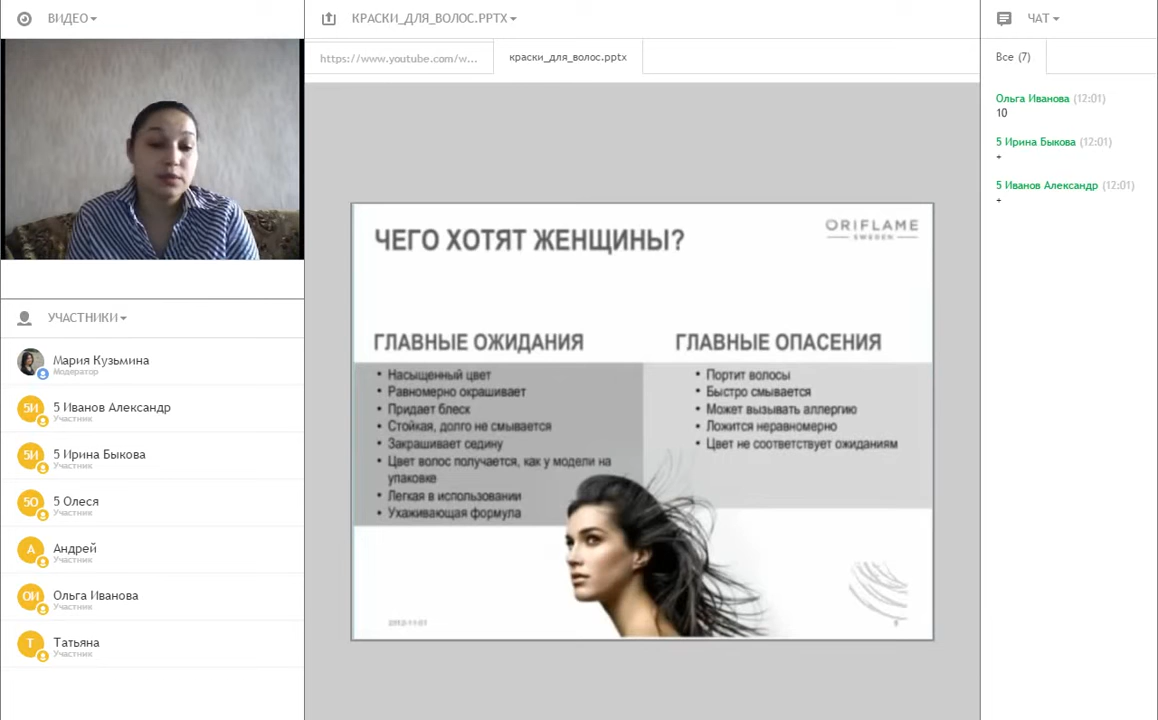 ВИДЕО
КРАСКИ_ДЛЯ_ВОЛОС.PPTX
ЧАТ
https://www.youtube.com/w...
краски_для_волос.pptx
Все (7)
Ольга Иванова (12:01)
10
5 Ирина Быкова (12:01)
+
5 Иванов Александр (12:01)
+
УЧАСТНИКИ
Мария Кузьмина
Модератор
5И
5 Иванов Александр
Участник
5И
5 Ирина Быкова
Участник
5О
5 Олеся
Участник
А
Андрей
Участник
ОИ
Ольга Иванова
Участник
Т
Татьяна
Участник
ЧЕГО ХОТЯТ ЖЕНЩИНЫ?
ORIFLAME
SWEDEN
ГЛАВНЫЕ ОЖИДАНИЯ
• Насыщенный цвет
• Равномерно окрашивает
• Придает блеск
• Стойкая, долго не смывается
• Закрашивает седину
• Цвет волос получается, как у модели на
упаковке
• Легкая в использовании
• Ухаживающая формула
ГЛАВНЫЕ ОПАСЕНИЯ
• Портит волосы
• Быстро смывается
• Может вызывать аллергию
• Ложится неравномерно
• Цвет не соответствует ожиданиям